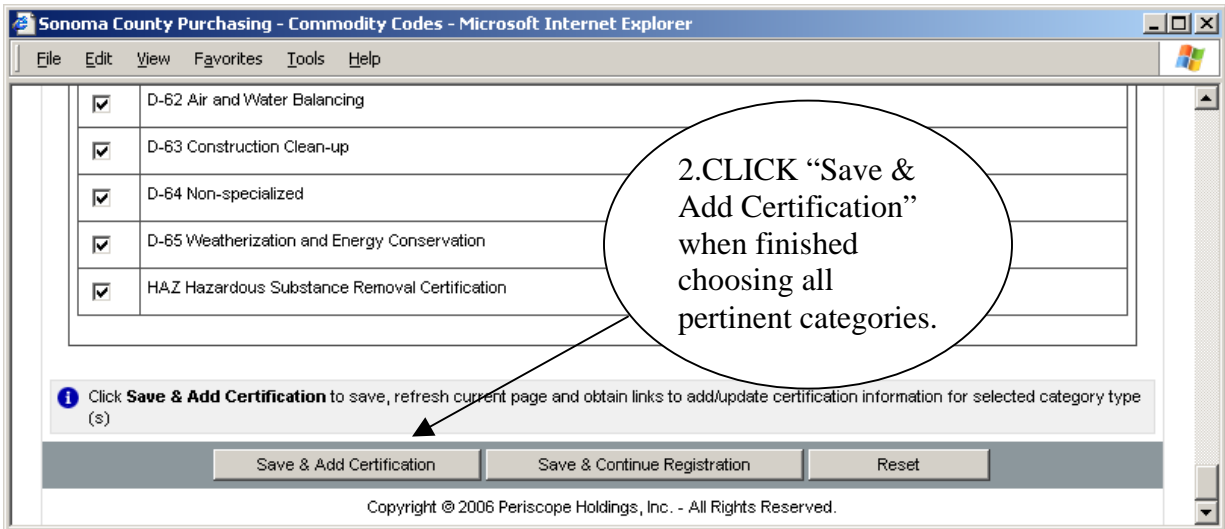 Sonoma County Purchasing - Commodity Codes - Microsoft Internet Explorer
File Edit View Favorites Tools Help
D-62 Air and Water Balancing
D-63 Construction Clean-up
D-64 Non-specialized
D-65 Weatherization and Energy Conservation
HAZ Hazardous Substance Removal Certification
2.CLICK “Save &
Add Certification”
when finished
choosing all
pertinent categories.
Click Save & Add Certification to save, refresh current page and obtain links to add/update certification information for selected category type
(s)
Save & Add Certification Save & Continue Registration Reset
Copyright © 2006 Periscope Holdings, Inc. - All Rights Reserved.